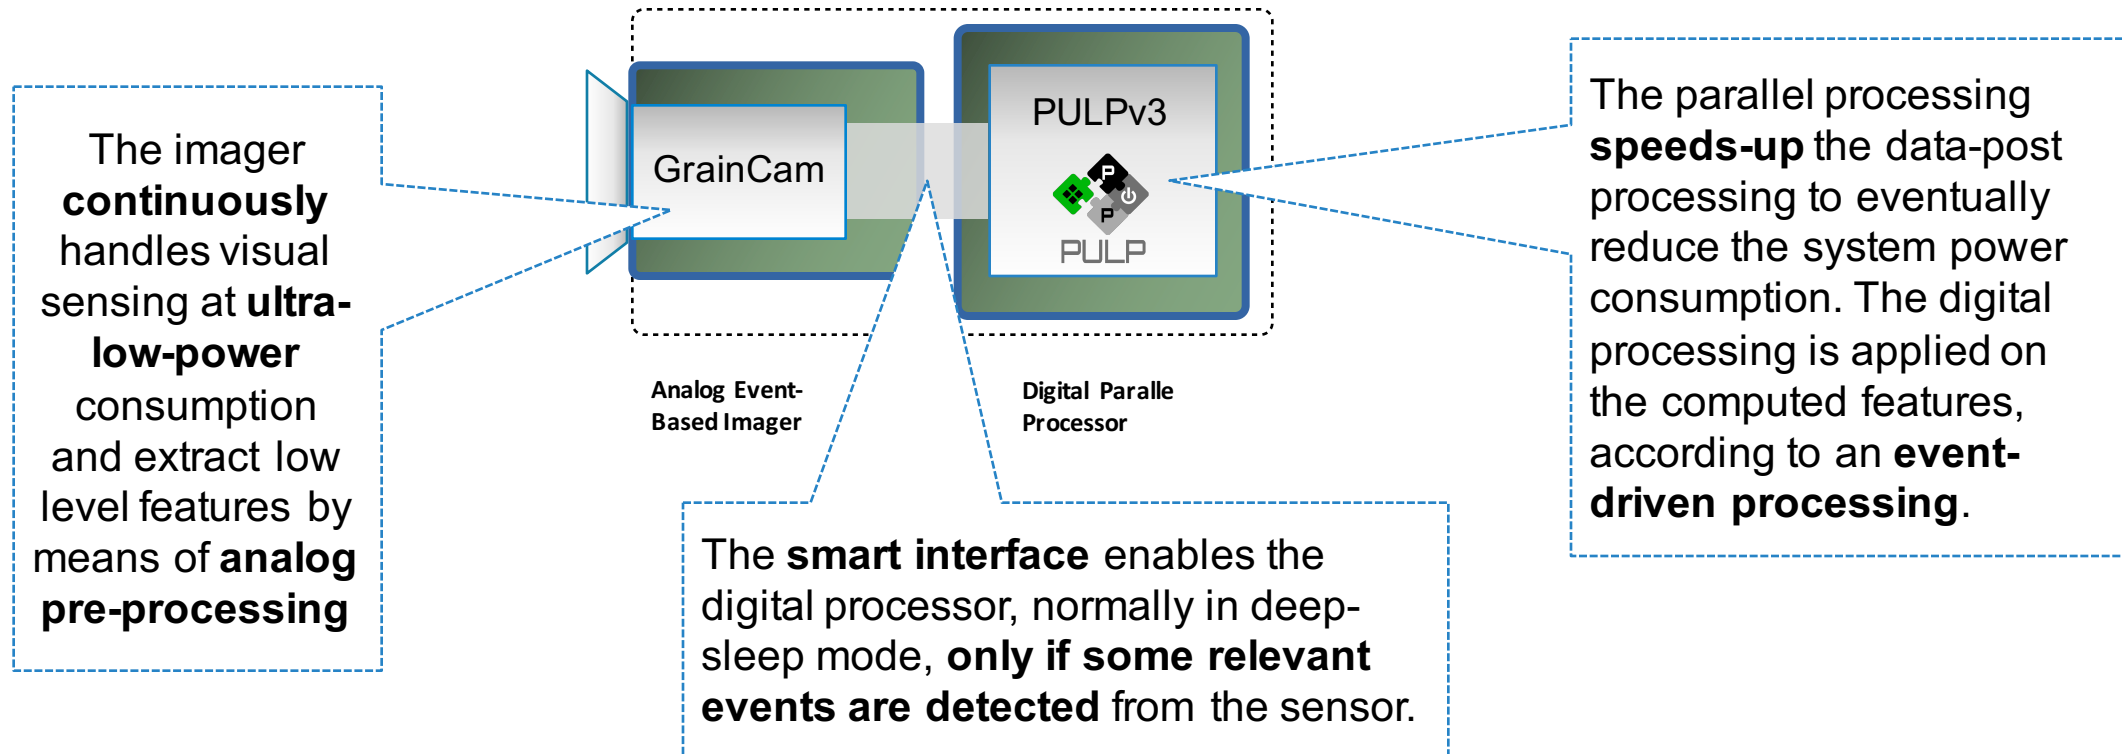 The imager
continuously
handles visual
sensing at ultra-
low-power
consumption
and extract low
level features by
means of analog
pre-processing
GrainCam
PULPv3
P
P
PULP
Analog Event-
Based Imager
Digital Paralle
Processor
The smart interface enables the
digital processor, normally in deep-
sleep mode, only if some relevant
events are detected from the sensor.
The parallel processing
speeds-up the data-post
processing to eventually
reduce the system power
consumption. The digital
processing is applied on
the computed features,
according to an event-
driven processing.